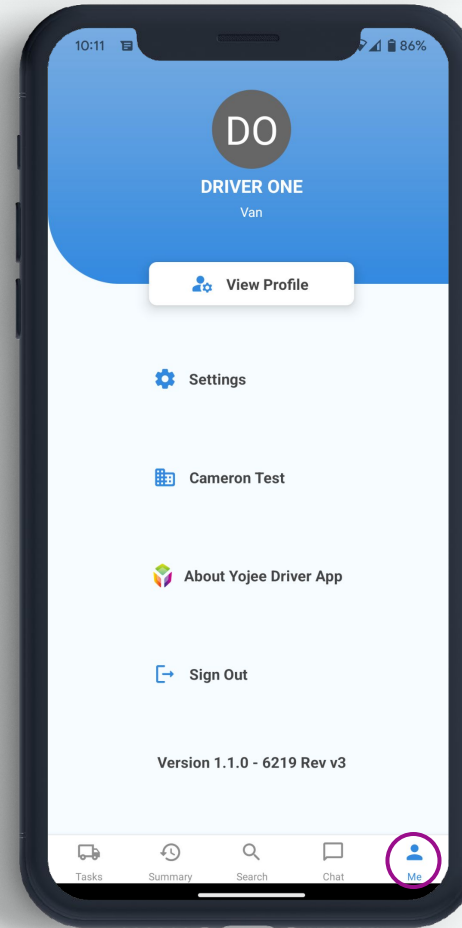 10:11
86%
DO
DRIVER ONE
Van
View Profile
Settings
Cameron Test
About Yojee Driver App
Sign Out
Version 1.1.0 - 6219 Rev v3
Tasks Summary Search Chat Me